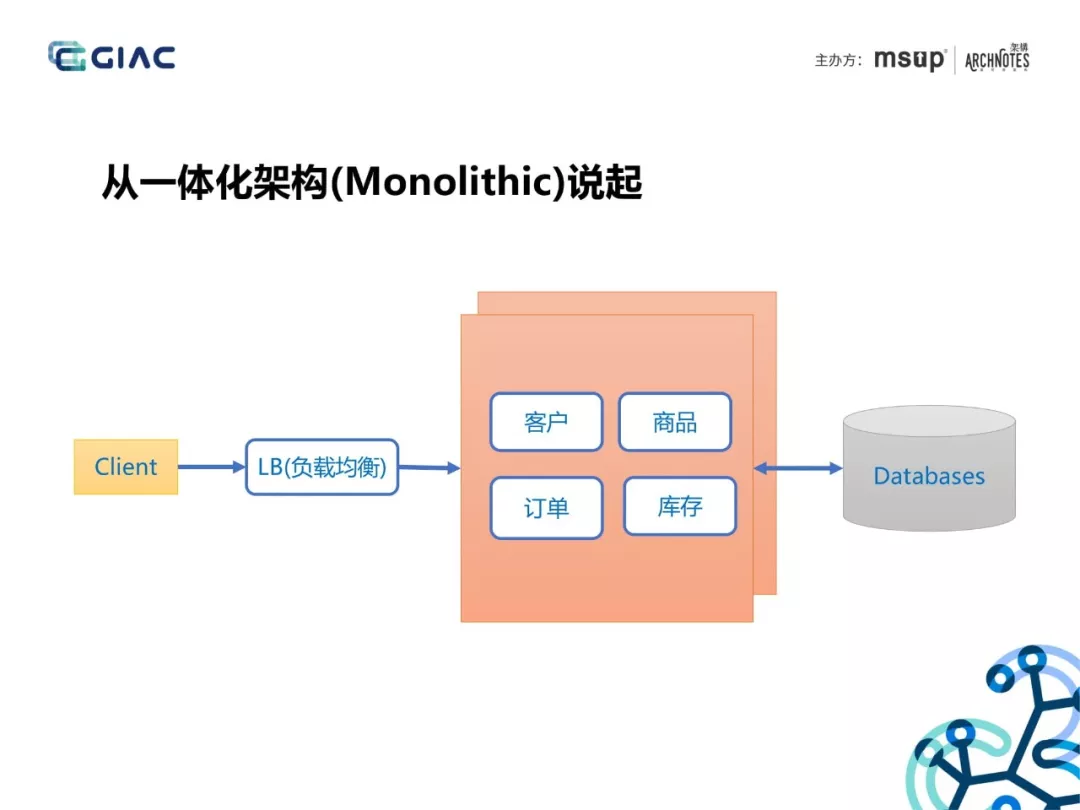 GIAC
主办方: msup
架構
ARCHNOTES
从一体化架构(Monolithic)说起
客户
商品
Client
LB(负载均衡)
Databases
订单
库存